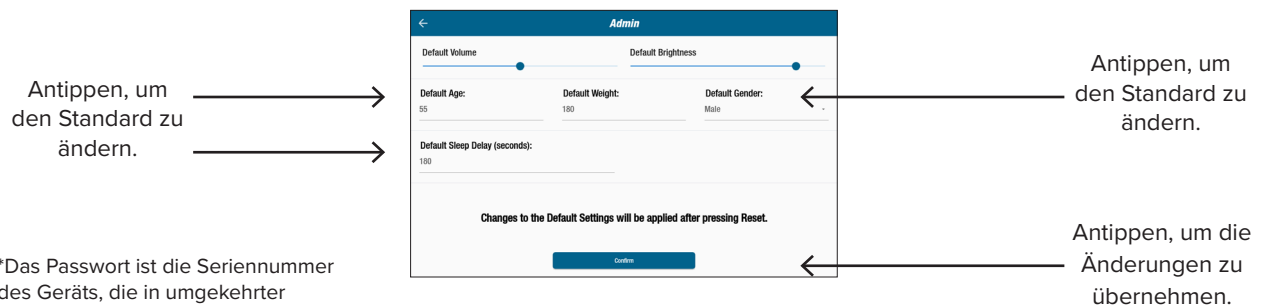 Admin
Default Volume
Default Brightness
Antippen, um
den Standard zu
ändern.
Default Age:
Default Weight:
Default Gender:
55
180
Male
Antippen, um
den Standard zu
ändern.
Default Sleep Delay (seconds):
180
Changes to the Default Settings will be applied after pressing Reset.
Confirm
Antippen, um die
Änderungen zu
übernehmen.
*Das Passwort ist die Seriennummer
des Geräts, die in umgekehrter